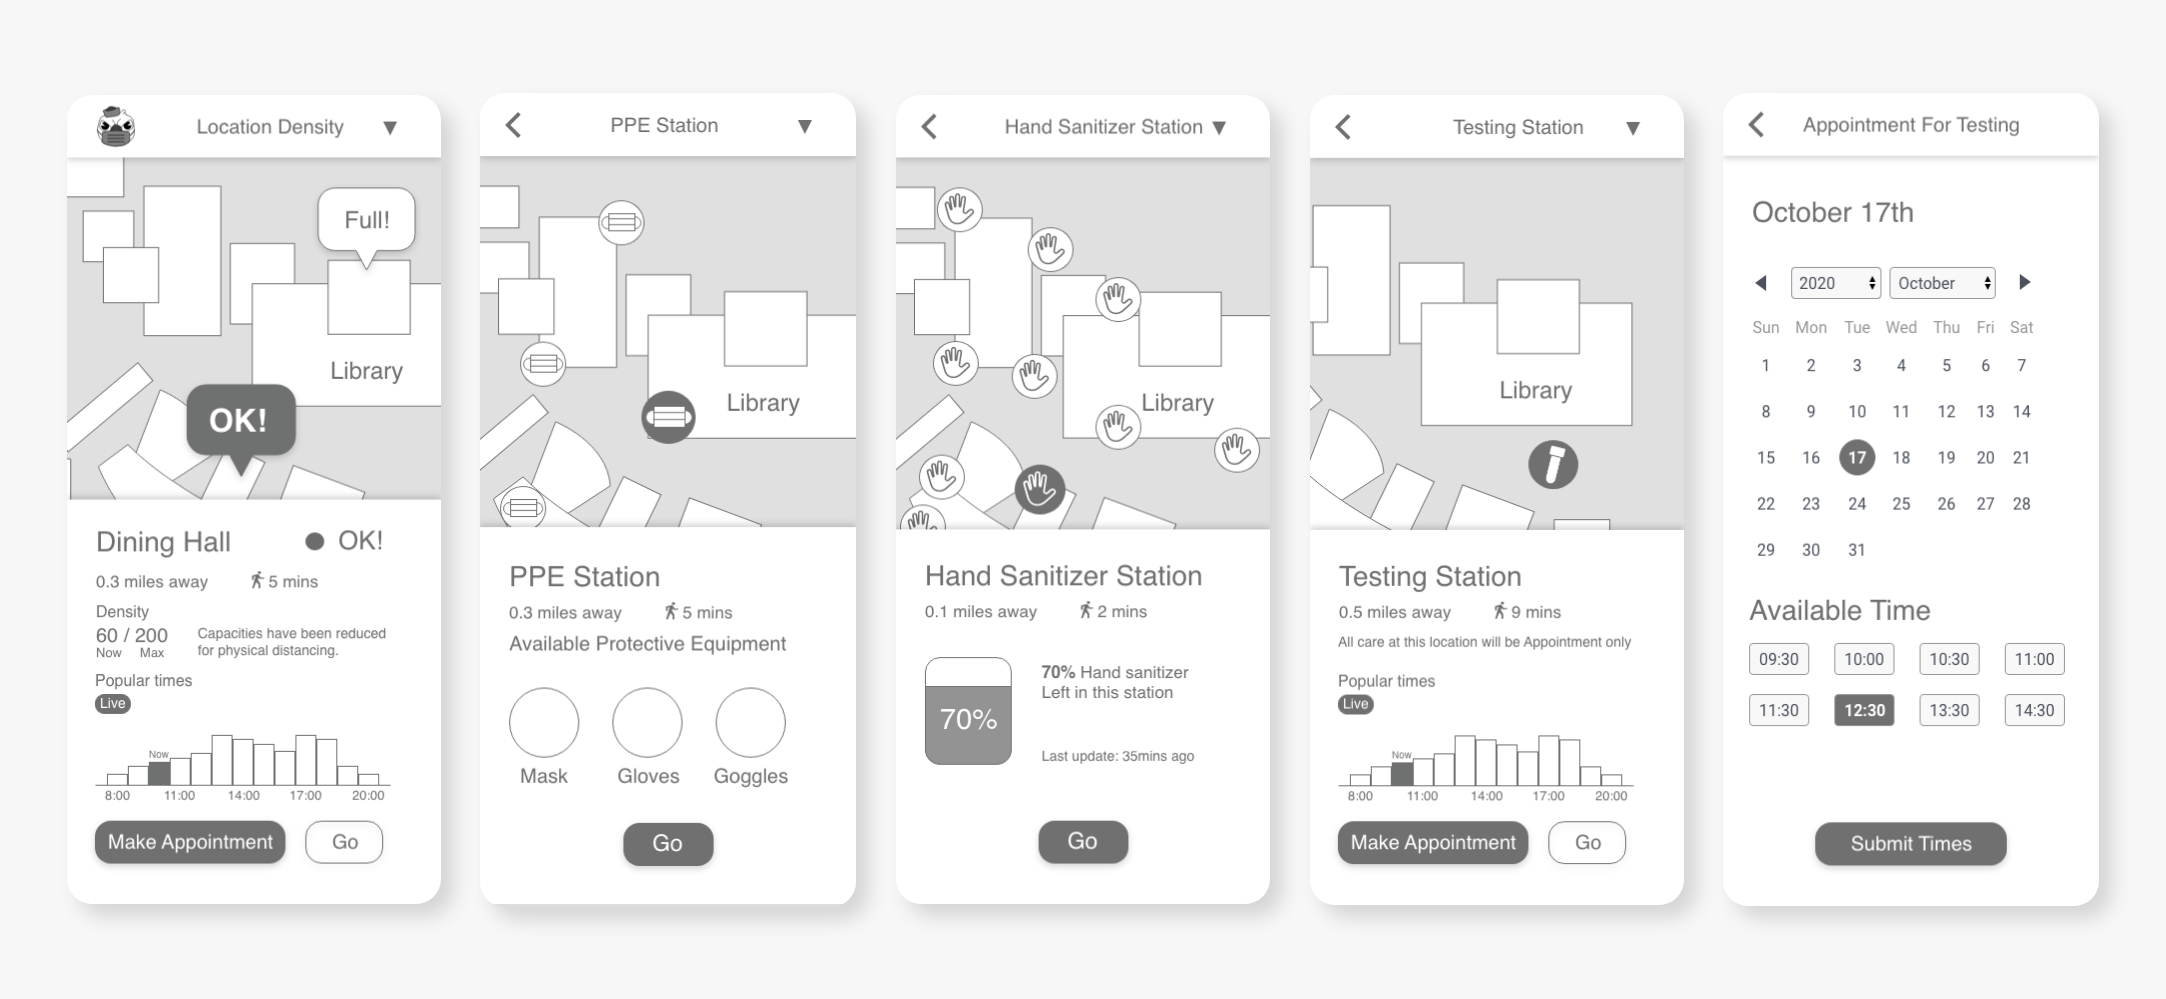 Location Density ▼
Full!
Library
OK!
Dining Hall
OK!
0.3 miles away
5 mins
Density
60 / 200
Now Max
Capacities have been reduced
for physical distancing.
Popular times
Live
Now
8:00 11:00 14:00 17:00 20:00
Make Appointment
Go
PPE Station ▼
Library
PPE Station
0.3 miles away
5 mins
Available Protective Equipment
Mask Gloves Goggles
Go
Hand Sanitizer Station ▼
Library
Hand Sanitizer Station
0.1 miles away
2 mins
70%
70% Hand sanitizer
Left in this station
Last update: 35mins ago
Go
Testing Station ▼
Library
Testing Station
0.5 miles away
9 mins
All care at this location will be Appointment only
Popular times
Live
Now
8:00 11:00 14:00 17:00 20:00
Make Appointment
Go
Appointment For Testing
October 17th
2020 October
Sun Mon Tue Wed Thu Fri Sat
1 2 3 4 5 6 7
8 9 10 11 12 13 14
15 16 17 18 19 20 21
22 23 24 25 26 27 28
29 30 31
Available Time
09:30 10:00 10:30 11:00
11:30 12:30 13:30 14:30
Submit Times